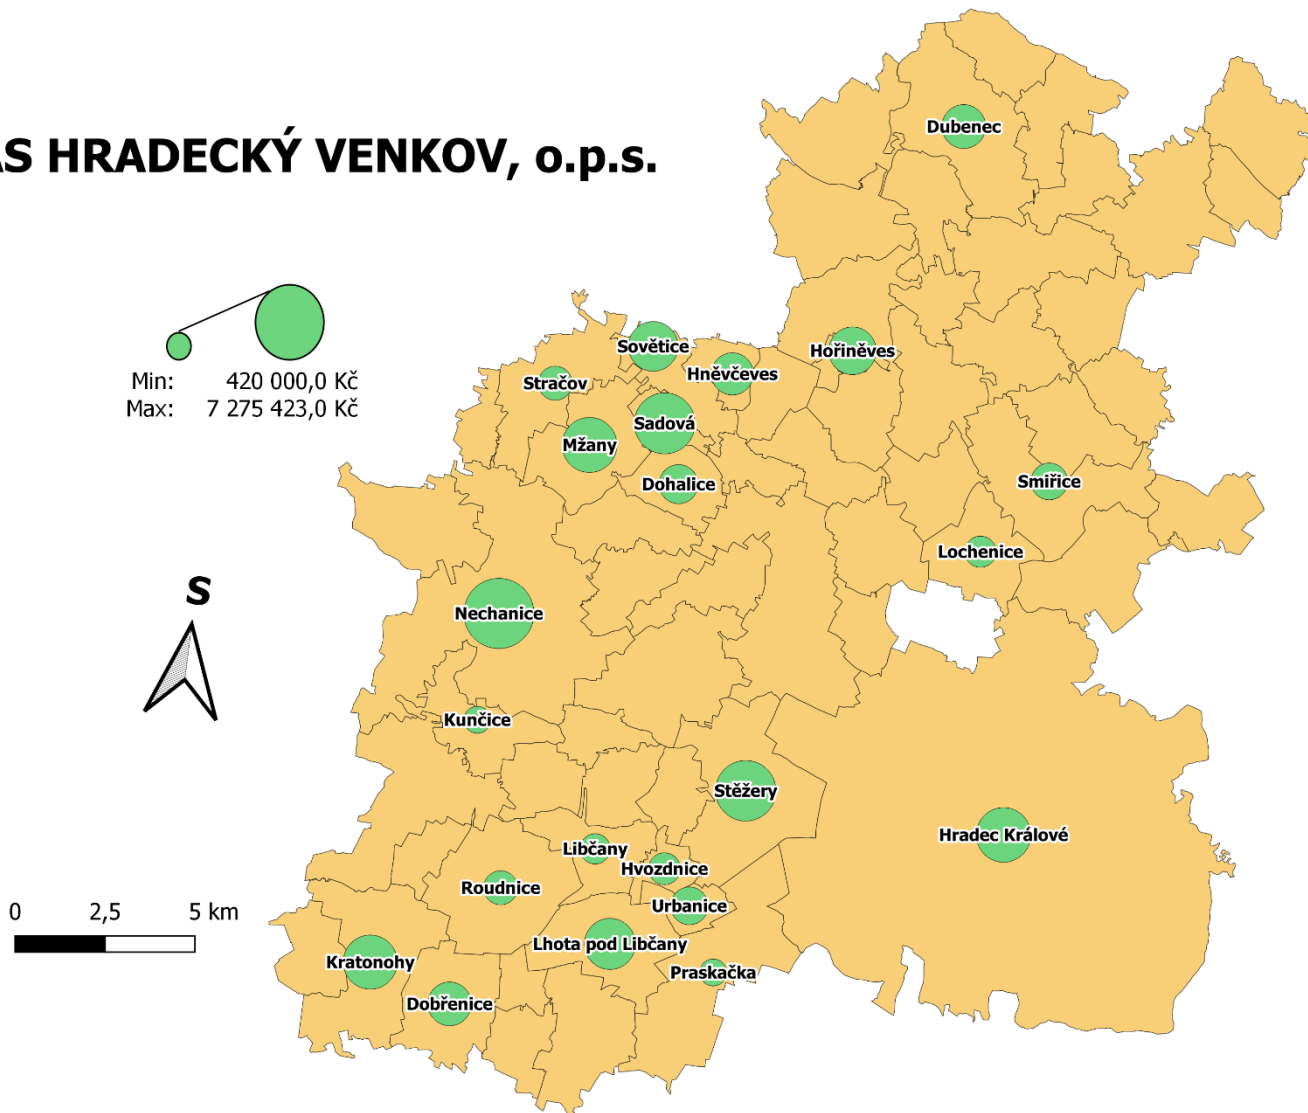 AS HRADECKÝ VENKOV, o.p.s.
Dubenec
Min: 420 000,0 Kč
Max: 7 275 423,0 Kč
Sovětice
Hořiněves
Hněvčeves
Stračov
Sadová
Mžany
Dohalice
Smiřice
Lochenice
S
Nechanice
Kunčice
Stěžery
Hradec Králové
Libčany
Hvozdnice
Roudnice
Urbanice
0 2,5 5 km
Lhota pod Libčany
Kratonohy
Praskačka
Dobřenice